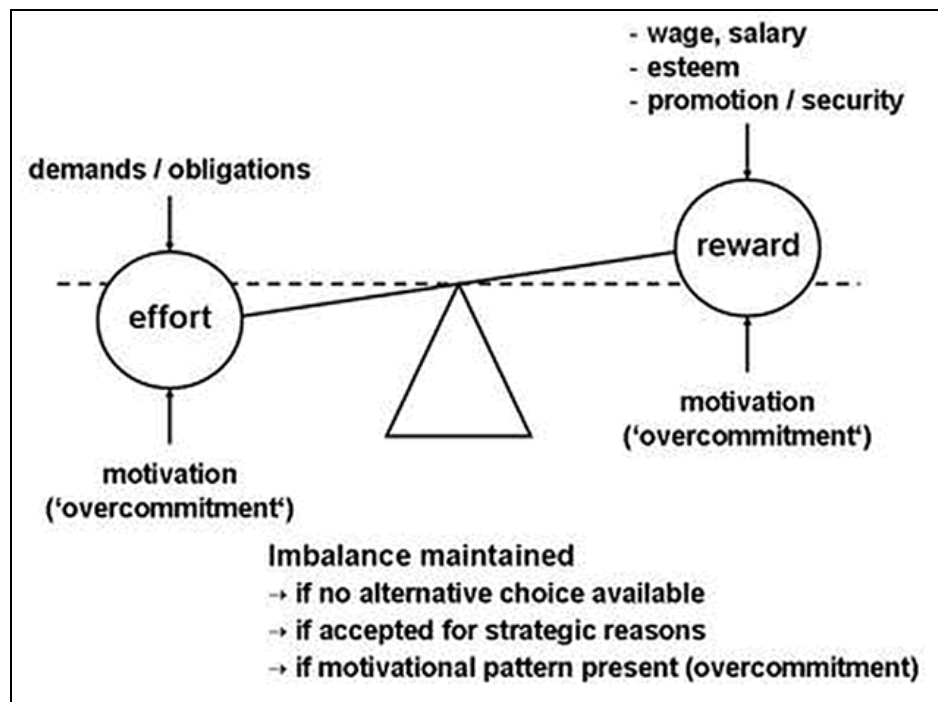 - wage, salary
- esteem
- promotion / security
demands / obligations
reward
effort
motivation
(‘overcommitment‘)
motivation
(‘overcommitment‘)
Imbalance maintained
→ if no alternative choice available
→ if accepted for strategic reasons
→ if motivational pattern present (overcommitment)